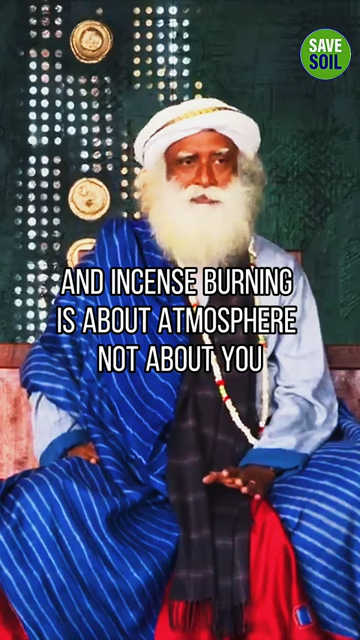 SAVE
SOIL
AND INCENSE BURNING
IS ABOUT ATMOSPHERE
NOT ABOUT YOU